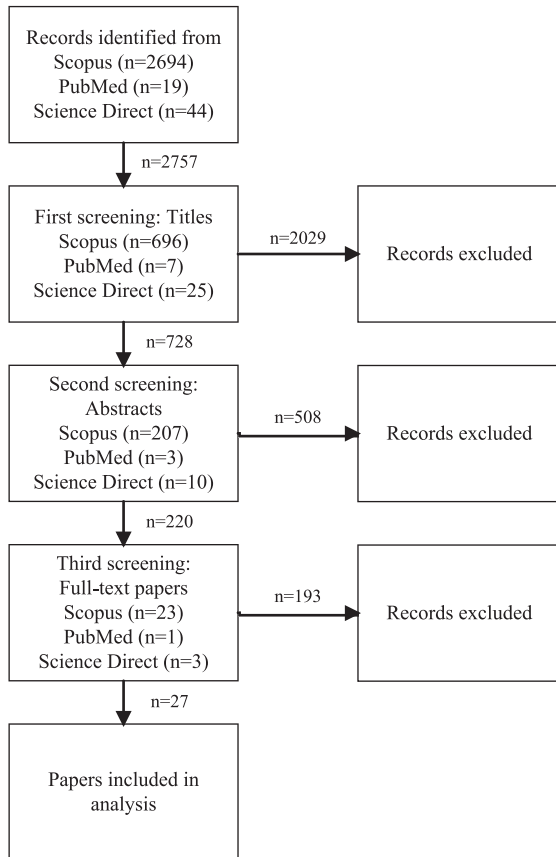 Records identified from
Scopus (n=2694)
PubMed (n=19)
Science Direct (n=44)
n=2757
First screening: Titles
Scopus (n=696)
PubMed (n=7)
Science Direct (n=25)
n=2029
Records excluded
n=728
Second screening:
Abstracts
Scopus (n=207)
PubMed (n=3)
Science Direct (n=10)
n=508
Records excluded
n=220
Third screening:
Full-text papers
Scopus (n=23)
PubMed (n=1)
Science Direct (n=3)
n=193
Records excluded
n=27
Papers included in
analysis